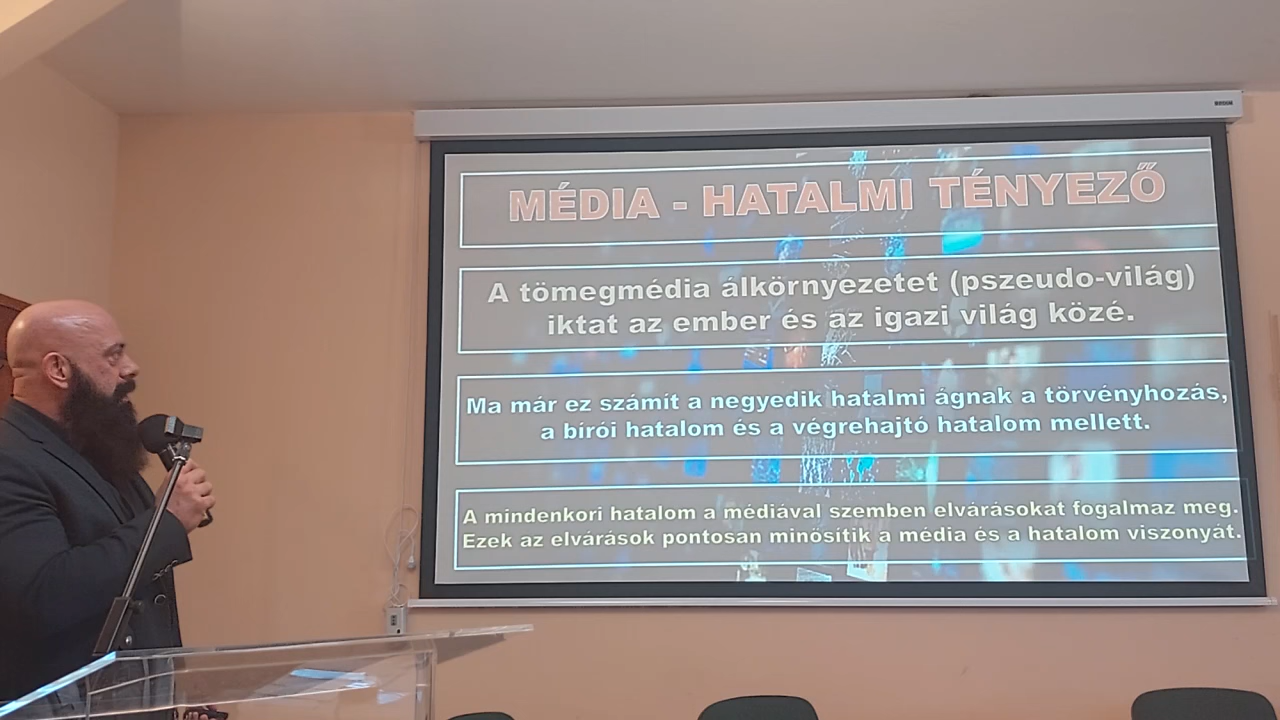 MÉDIA - HATALMI TÉNYEZŐ
A tömegmédia álkörnyezetet (pszeudo-világ)
iktat az ember és az igazi világ közé.
Ma már ez számít a negyedik hatalmi ágnak a törvényhozás,
a bírói hatalom és a végrehajtó hatalom mellett.
A mindenkori hatalom a médiával szemben elvárásokat fogalmaz meg.
Ezek az elvárások pontosan minösítik a média és a hatalom viszonyát.